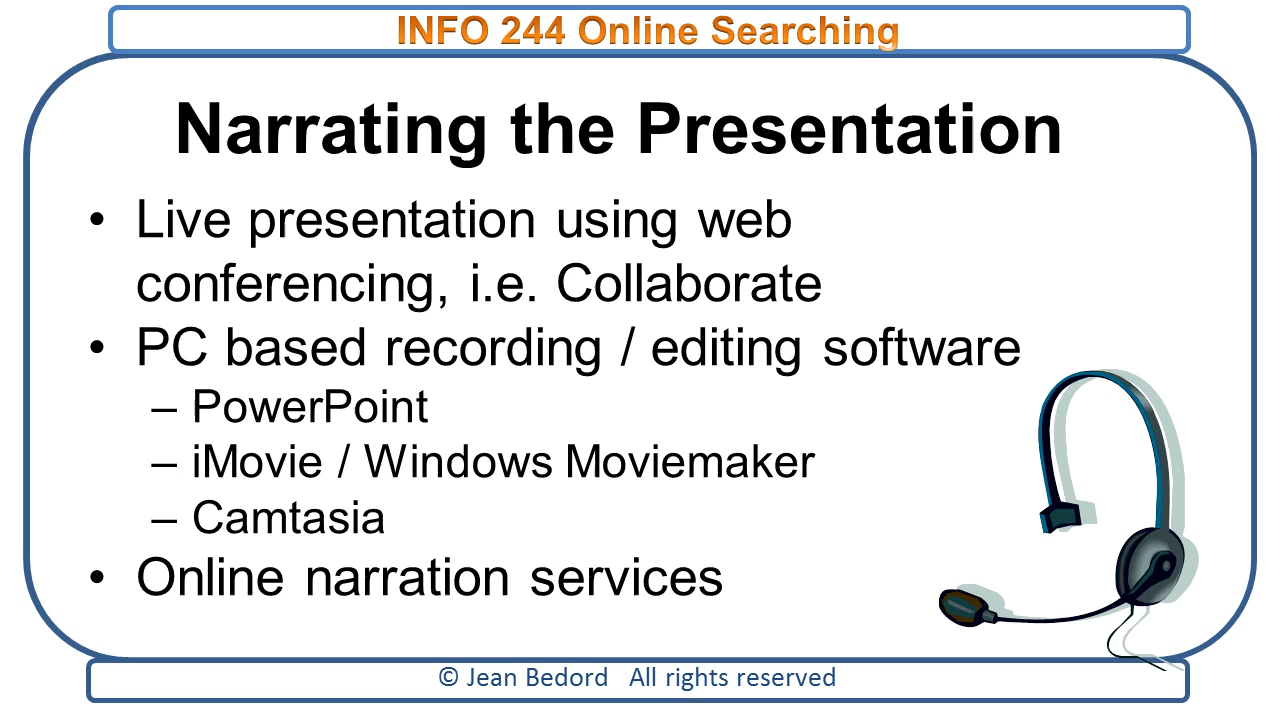 INFO 244 Online Searching
Narrating the Presentation
• Live presentation using web
conferencing, i.e. Collaborate
• PC based recording / editing software
– PowerPoint
– iMovie / Windows Moviemaker
– Camtasia
• Online narration services
© Jean Bedord All rights reserved